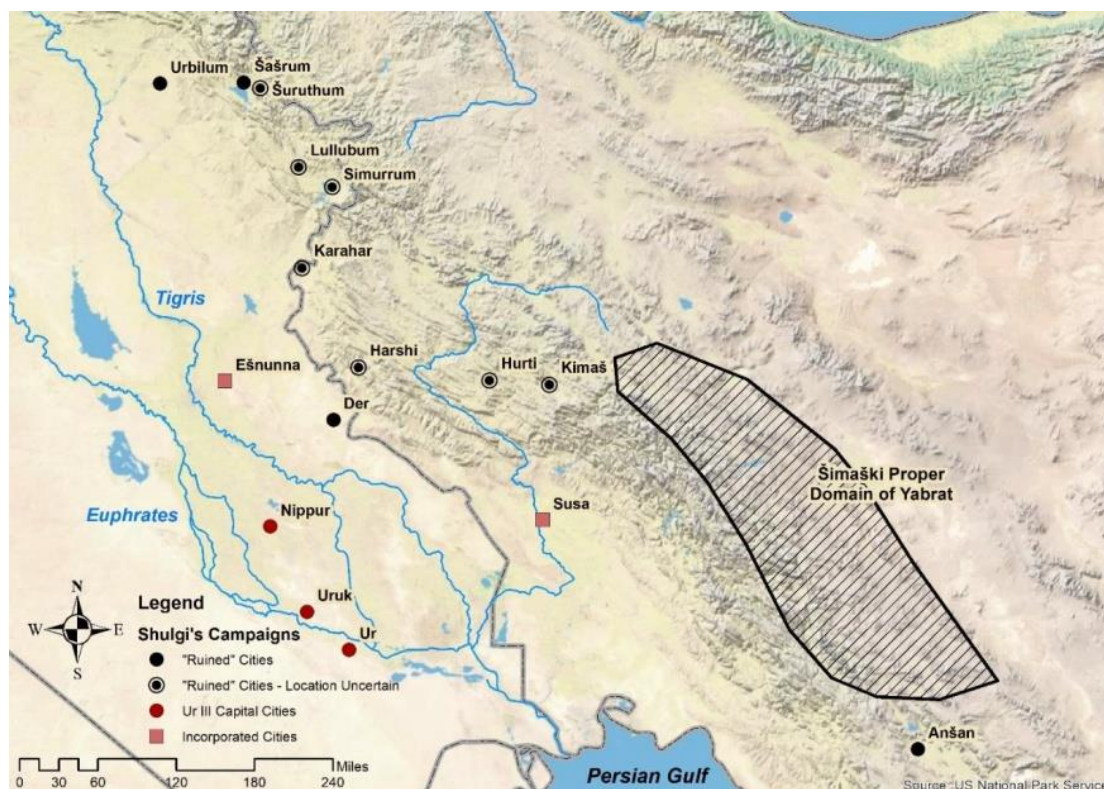 Urbilum
Šašrum
Šuruthum
Lullubum
Simurrum
Karahar
Tigris
Harshi
Hurti
Kimaš
Ešnunna
Der
Šimaški Proper
Domain of Yabrat
Susa
Nippur
Euphrates
Uruk
Ur
N
W
E
S
Legend
Shulgi's Campaigns
"Ruined" Cities
"Ruined" Cities - Location Uncertain
Ur III Capital Cities
Incorporated Cities
Anšan
Miles
0 30 60 120 180 240
Persian Gulf
Source: US National Park Service